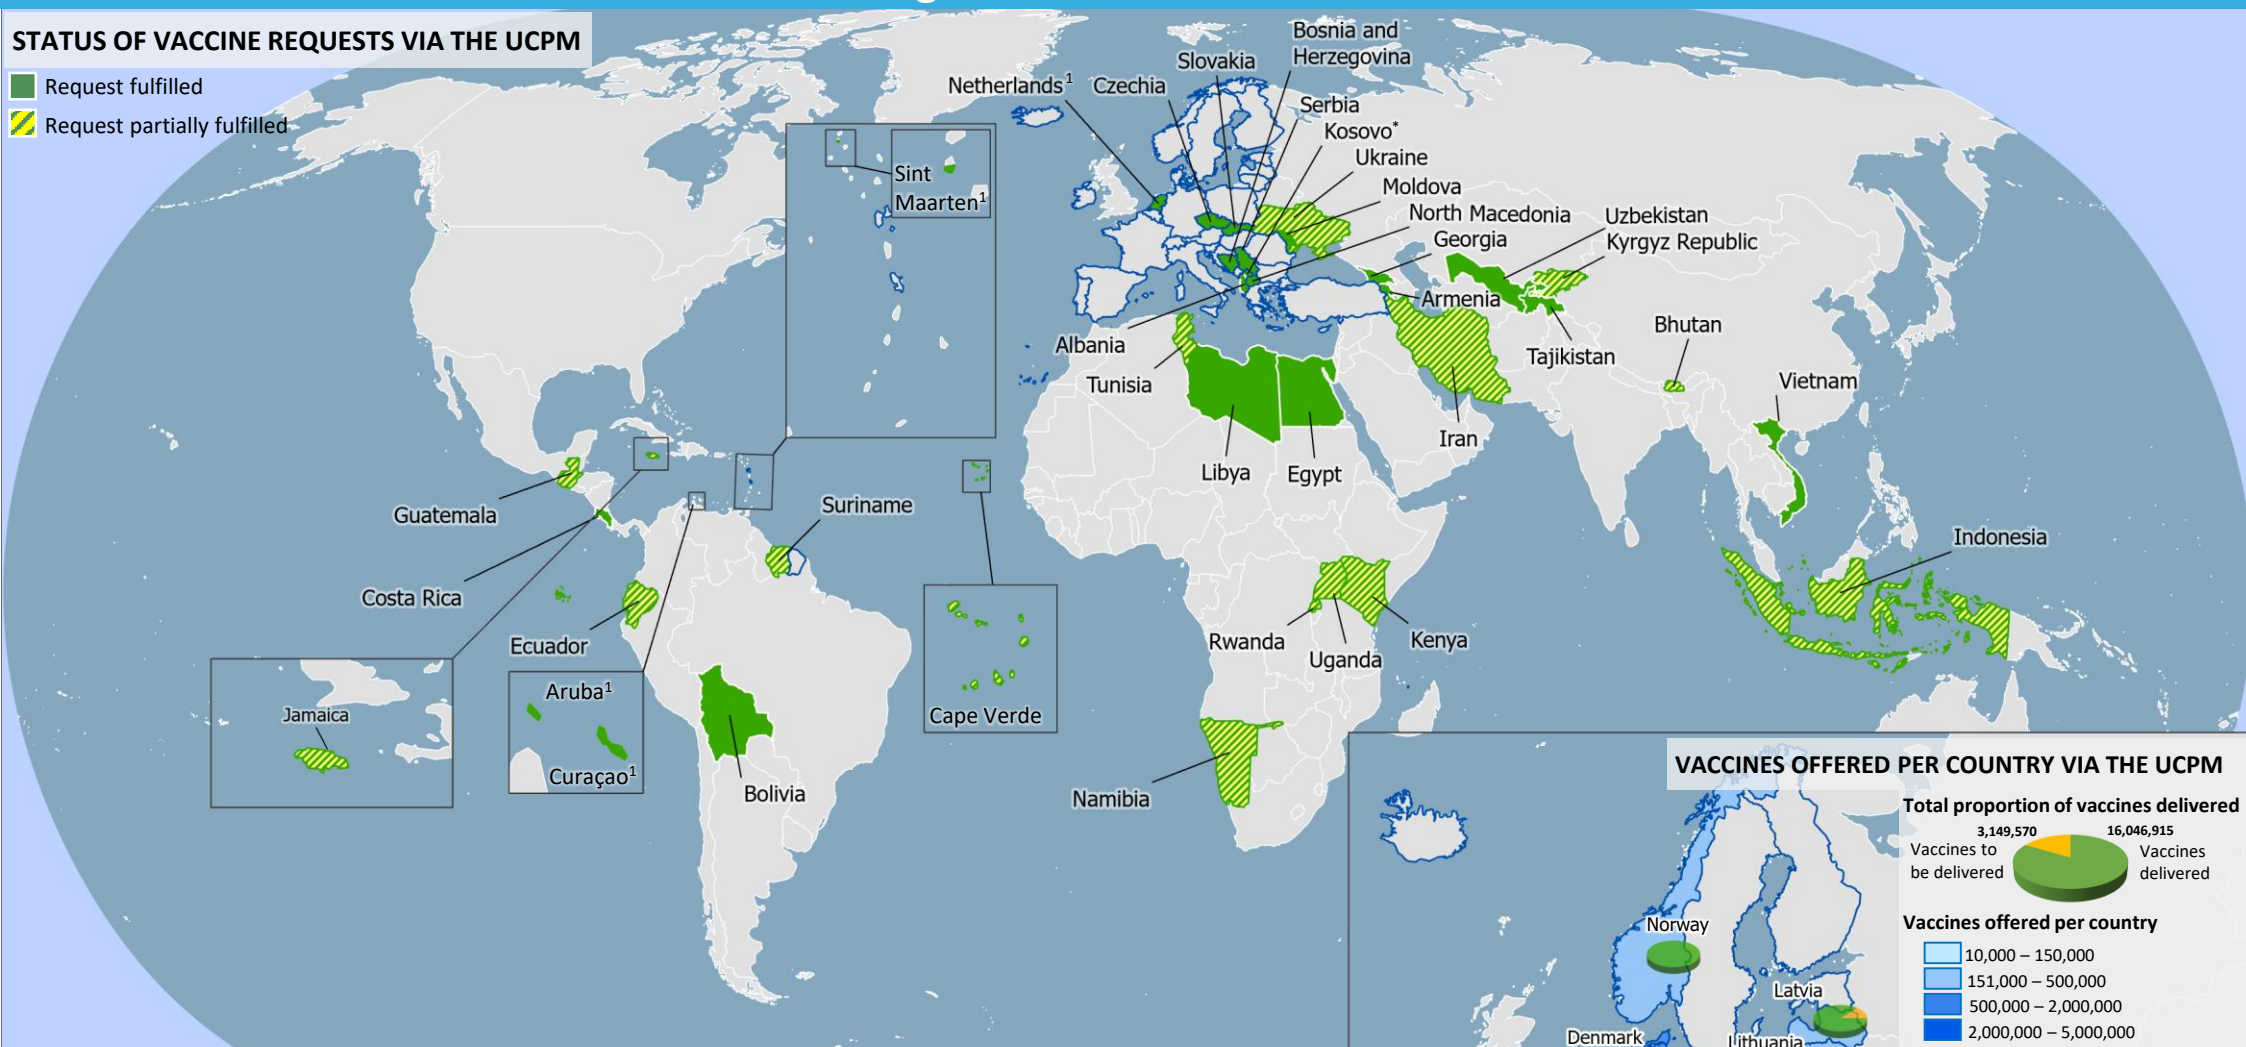 STATUS OF VACCINE REQUESTS VIA THE UCPM
Request fulfilled
Request partially fulfilled
Bosnia and
Herzegovina
Slovakia
Netherlands¹
Czechia
Serbia
Kosovo*
Ukraine
Moldova
North Macedonia
Georgia
Uzbekistan
Kyrgyz Republic
Armenia
Albania
Tunisia
Tajikistan
Bhutan
Vietnam
Iran
Libya
Egypt
Sint
Maarten¹
Guatemala
Suriname
Costa Rica
Ecuador
Indonesia
Rwanda
Uganda
Kenya
Jamaica
Aruba¹
Curaçao¹
Cape Verde
Bolivia
Namibia
VACCINES OFFERED PER COUNTRY VIA THE UCPM
Total proportion of vaccines delivered
3,149,570
Vaccines to
be delivered
16,046,915
Vaccines
delivered
Vaccines offered per country
10,000 – 150,000
151,000 – 500,000
500,000 – 2,000,000
2,000,000 – 5,000,000
Norway
Latvia
Denmark
Lithuania